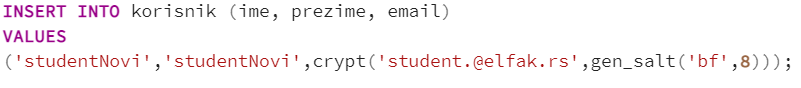 INSERT INTO korisnik (ime, prezime, email)
VALUES
('studentNovi','studentNovi',crypt('student.@elfak.rs',gen_salt('bf',8)));